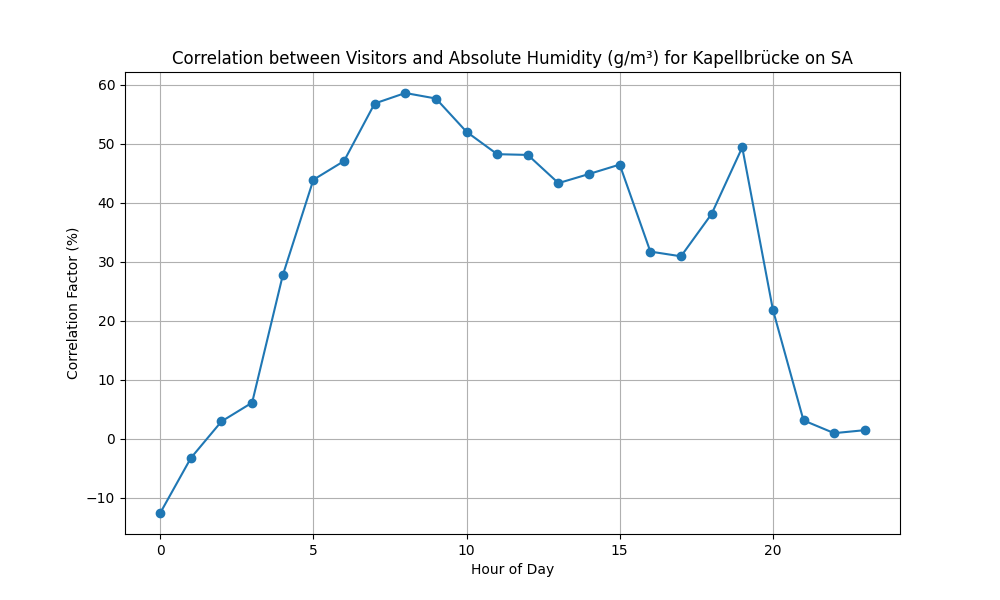 Correlation between Visitors and Absolute Humidity (g/m³) for Kapellbrücke on SA
Correlation Factor (%)
60
50
40
30
20
10
0
−10
0 5 10 15 20
Hour of Day